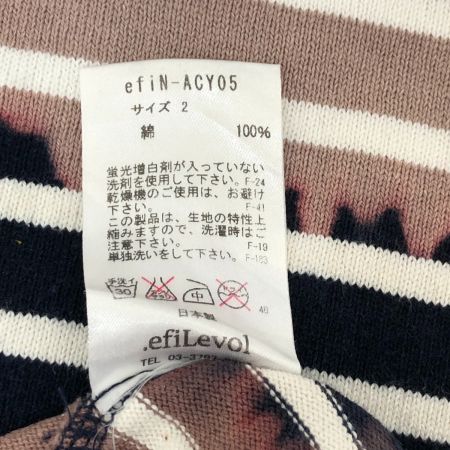 efiN-ACY05
サイズ 2
綿 100%
蛍光増白剤が入っていない
洗剤を使用して下さい。F-24
乾燥機のご使用は、お避け
下さい。F-41
この製品は、生地の特性上
縮みますので、洗濯時はご
注意下さい。F-19
単独洗いをして下さい。F-183
手洗イ 30 中 40
日本製
.efiLevol
TEL 03-3792